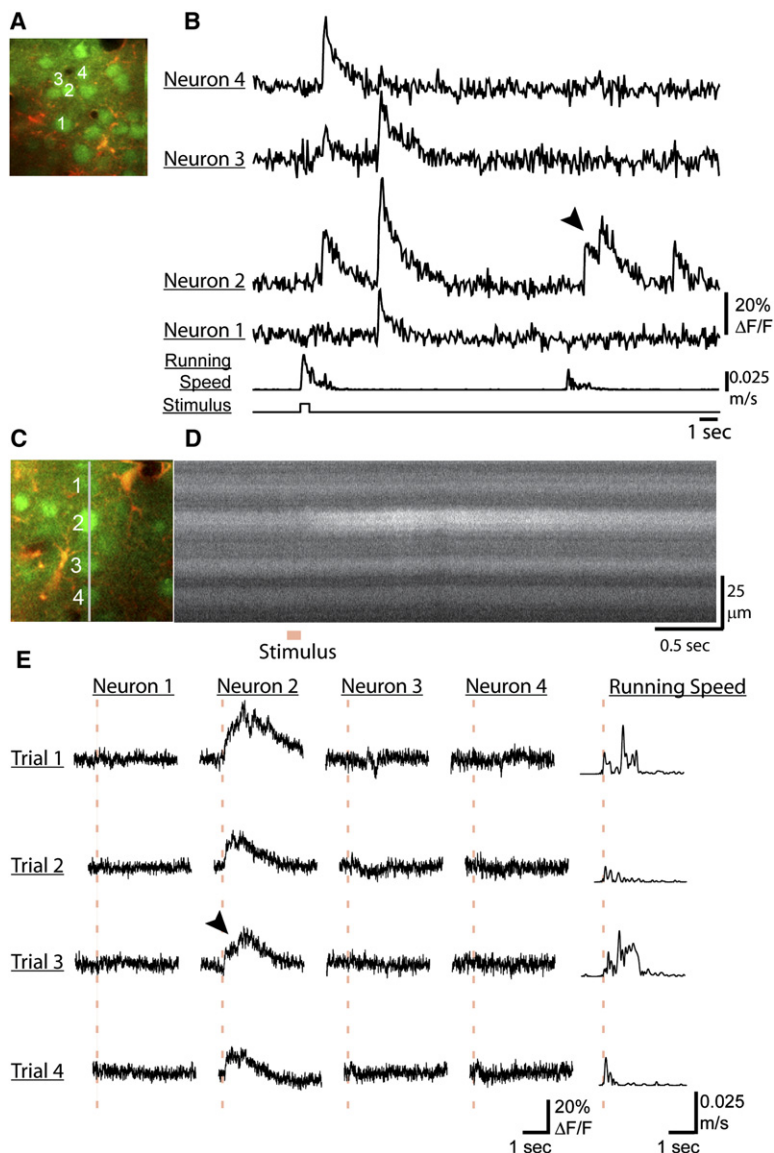 A
B
3 4
2
1
Neuron 4
Neuron 3
Neuron 2
Neuron 1
20%
ΔF/F
Running
Speed
0.025
m/s
Stimulus
1 sec
C
D
1
2
3
4
25
μm
0.5 sec
Stimulus
E
Neuron 1 Neuron 2 Neuron 3 Neuron 4 Running Speed
Trial 1
Trial 2
Trial 3
Trial 4
20%
ΔF/F
1 sec
0.025
m/s
1 sec